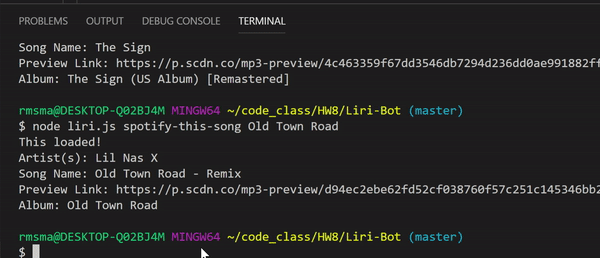 PROBLEMS OUTPUT DEBUG CONSOLE TERMINAL
Song Name: The Sign
Preview Link: https://p.scdn.co/mp3-preview/4c463359f67dd3546db7294d236dd0ae991882ff
Album: The Sign (US Album) [Remastered]
rmsma@DESKTOP-Q02BJ4M MINGW64 ~/code_class/HW8/Liri-Bot (master)
$ node liri.js spotify-this-song Old Town Road
This loaded!
Artist(s): Lil Nas X
Song Name: Old Town Road - Remix
Preview Link: https://p.scdn.co/mp3-preview/d94ec2ebe62fd52cf038760f57c251c145346bb2
Album: Old Town Road
rmsma@DESKTOP-Q02BJ4M MINGW64 ~/code_class/HW8/Liri-Bot (master)
$